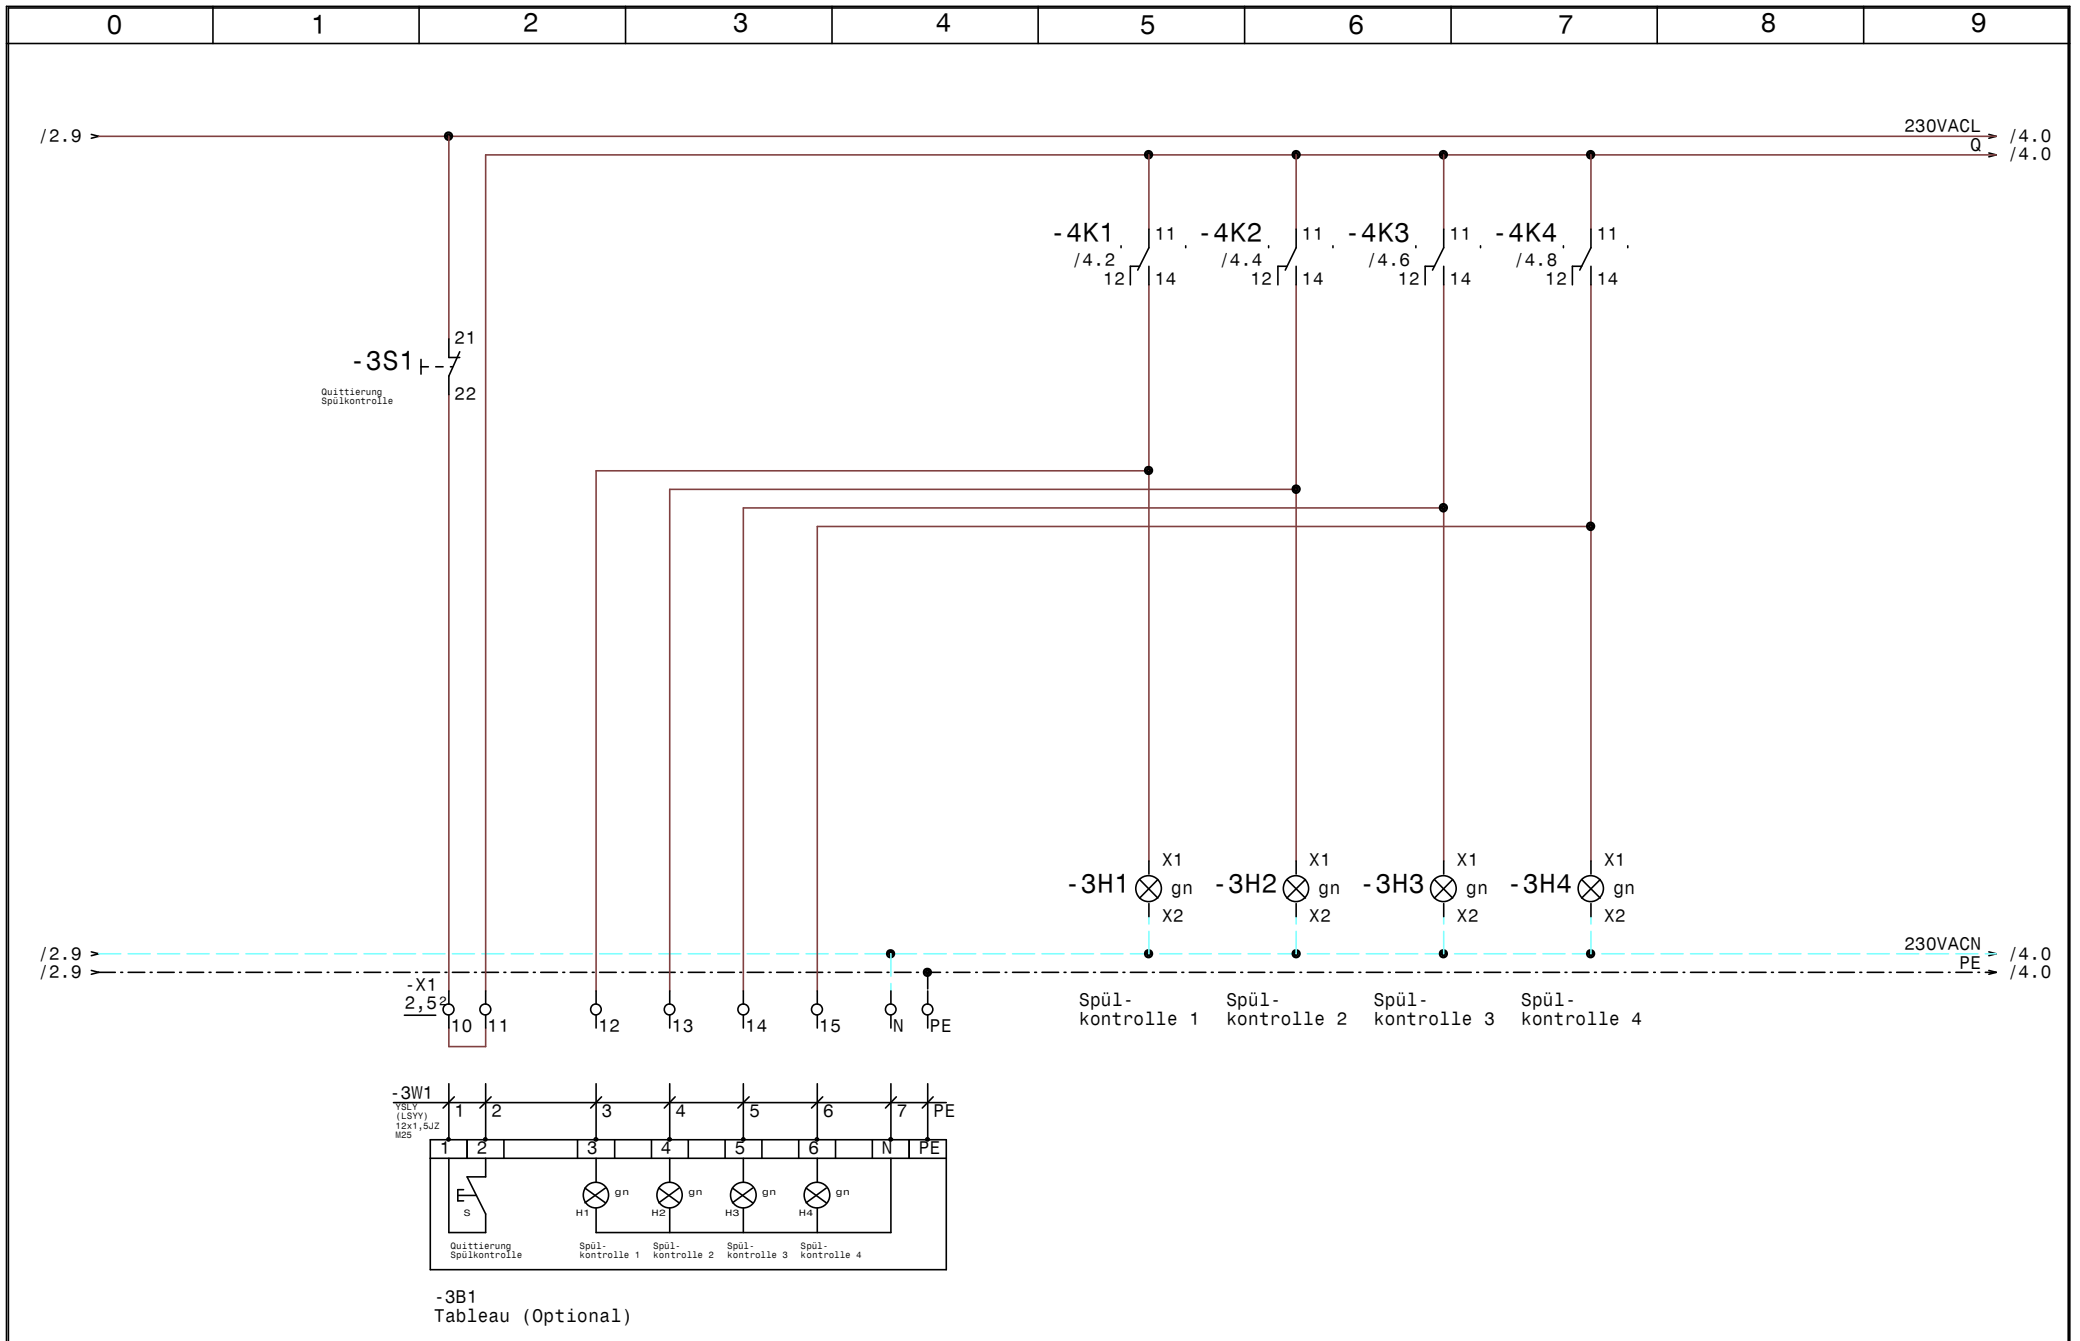 0 1 2 3 4 5 6 7 8 9
230VACL
/2.9 /4.0
Q /4.0
-4K1 11 -4K2 11 -4K3 11 -4K4 11
/4.2 /4.4 /4.6 /4.8
12 14 12 14 12 14 12 14
21
-3S1
22
Quittierung
Spülkontrolle
X1 X1 X1 X1
-3H1 gn -3H2 gn -3H3 gn -3H4 gn
X2 X2 X2 X2
230VACN
/2.9 /4.0
PE
/2.9 /4.0
-X1
2,5²
10 11 12 13 14 15 N PE
Spül- Spül- Spül- Spül-
kontrolle 1 kontrolle 2 kontrolle 3 kontrolle 4
-3W1
YSLY
(LSYY)
12x1,5JZ
M25
1 2 3 4 5 6 7 PE
1 2 3 4 5 6 N PE
gn gn gn gn
S H1 H2 H3 H4
Quittierung Spül- Spül- Spül- Spül-
Spülkontrolle kontrolle 1 kontrolle 2 kontrolle 3 kontrolle 4
-3B1
Tableau (Optional)